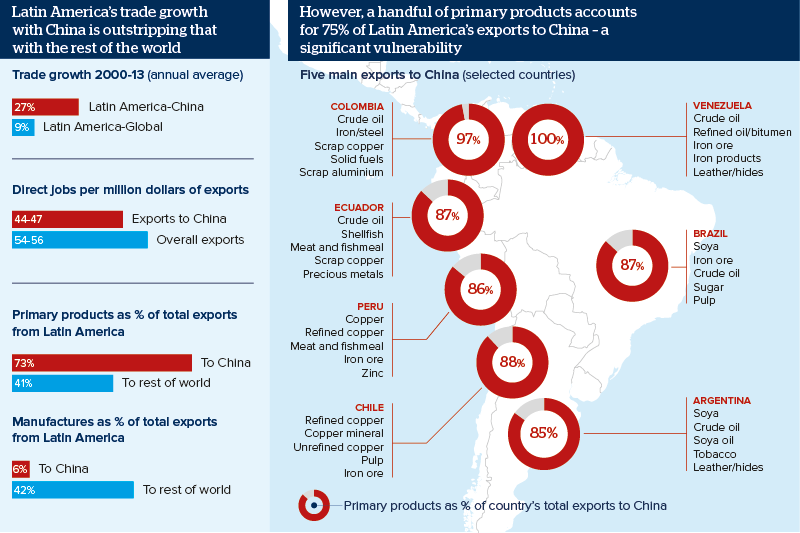 Latin America's trade growth
with China is outstripping that
with the rest of the world
Trade growth 2000-13 (annual average)
27% Latin America-China
9% Latin America-Global
Direct jobs per million dollars of exports
44-47 Exports to China
54-56 Overall exports
Primary products as % of total exports
from Latin America
73% To China
41% To rest of world
Manufactures as % of total exports
from Latin America
6% To China
42% To rest of world
However, a handful of primary products accounts
for 75% of Latin America's exports to China – a
significant vulnerability
Five main exports to China (selected countries)
COLOMBIA
Crude oil
Iron/steel
Scrap copper
Solid fuels
Scrap aluminium
97%
100%
VENEZUELA
Crude oil
Refined oil/bitumen
Iron ore
Iron products
Leather/hides
ECUADOR
Crude oil
Shellfish
Meat and fishmeal
Scrap copper
Precious metals
87%
BRAZIL
Soya
Iron ore
Crude oil
Sugar
Pulp
87%
PERU
Copper
Refined copper
Meat and fishmeal
Iron ore
Zinc
86%
CHILE
Refined copper
Copper mineral
Unrefined copper
Pulp
Iron ore
88%
ARGENTINA
Soya
Crude oil
Soya oil
Tobacco
Leather/hides
85%
Primary products as % of country's total exports to China